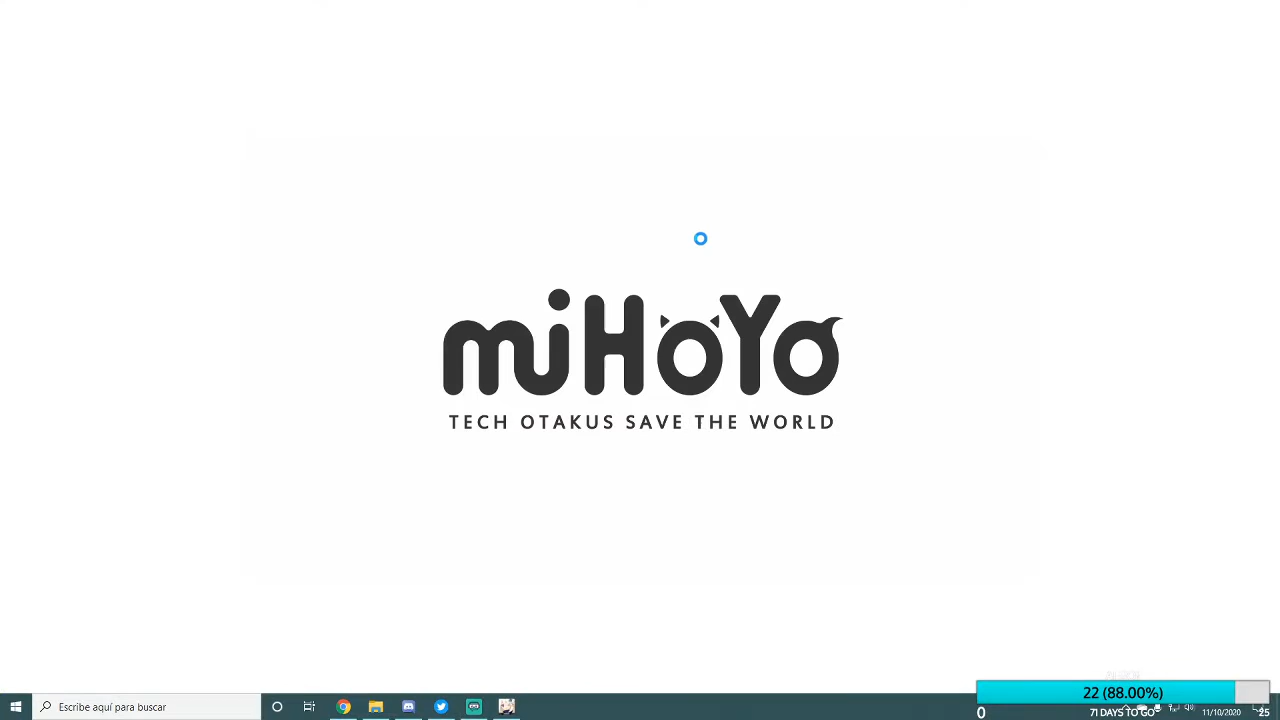 miHoYo
TECH OTAKUS SAVE THE WORLD
22 (88.00%)
0
71 DAYS TO GO
25
Escribe aquí para buscar
11/10/2020